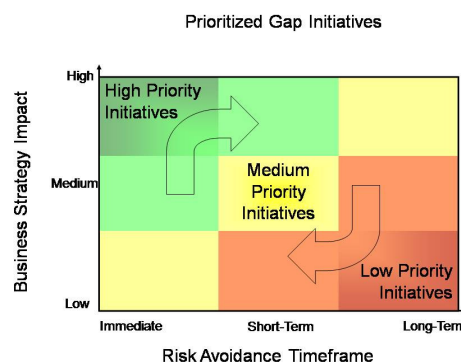 Prioritized Gap Initiatives
Business Strategy Impact
High
Medium
Low
High Priority
Initiatives
Medium
Priority
Initiatives
Low Priority
Initiatives
Immediate
Short-Term
Long-Term
Risk Avoidance Timeframe